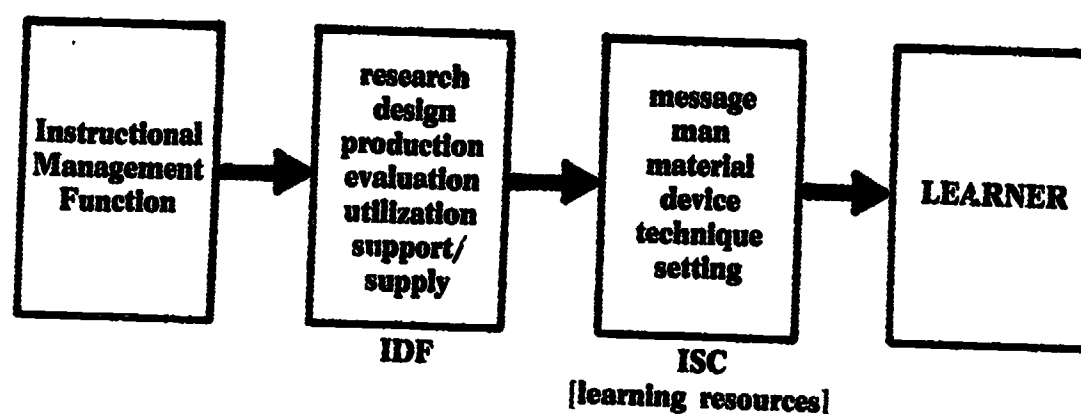 Instructional
Management
Function
research
design
production
evaluation
utilization
support/
supply
IDF
message
man
material
device
technique
setting
ISC
[learning resources]
LEARNER